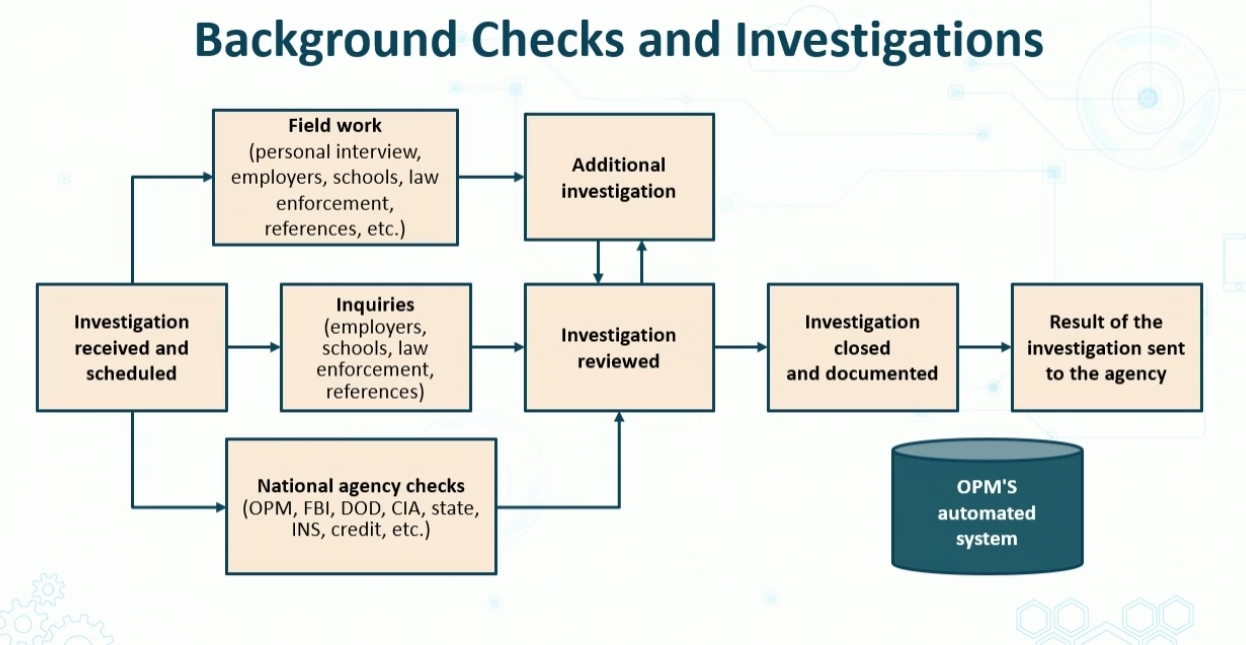 Background Checks and Investigations
Field work
(personal interview,
employers, schools, law
enforcement,
references, etc.)
Additional
investigation
Investigation
received and
scheduled
Inquiries
(employers,
schools, law
enforcement,
references)
Investigation
reviewed
Investigation
closed
and documented
Result of the
investigation sent
to the agency
National agency checks
(OPM, FBI, DOD, CIA, state,
INS, credit, etc.)
OPM'S
automated
system